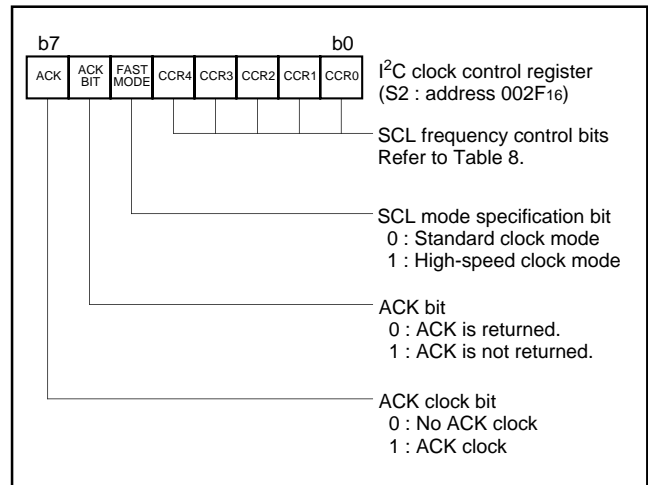 b7 b0
ACK ACK BIT FAST MODE CCR4 CCR3 CCR2 CCR1 CCR0
I²C clock control register
(S2 : address 002F₁₆)
SCL frequency control bits
Refer to Table 8.
SCL mode specification bit
0 : Standard clock mode
1 : High-speed clock mode
ACK bit
0 : ACK is returned.
1 : ACK is not returned.
ACK clock bit
0 : No ACK clock
1 : ACK clock